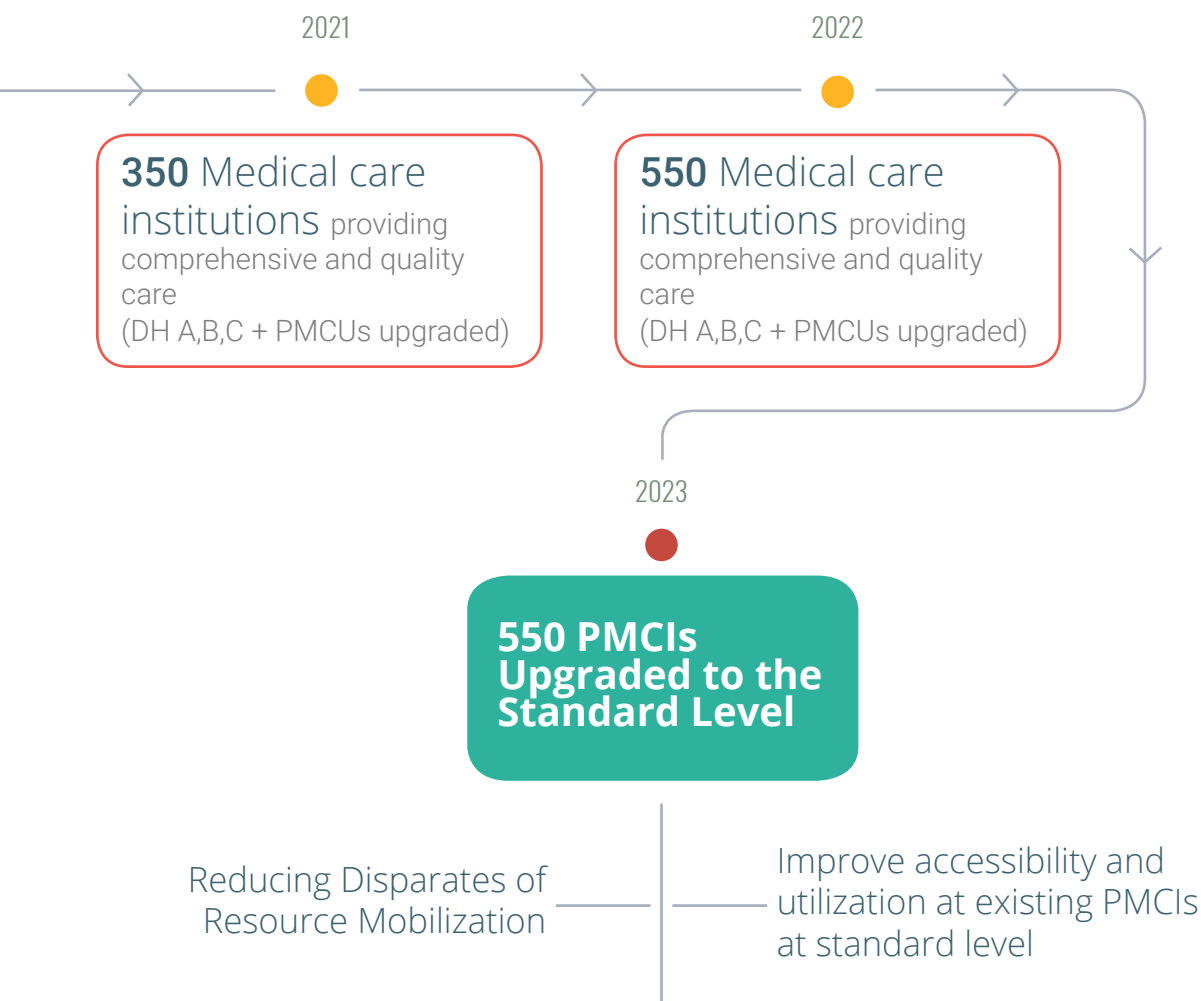 2021
2022
350 Medical care
institutions providing
comprehensive and quality
care
(DH A,B,C + PMCUs upgraded)
550 Medical care
institutions providing
comprehensive and quality
care
(DH A,B,C + PMCUs upgraded)
2023
550 PMCIs
Upgraded to the
Standard Level
Reducing Disparates of
Resource Mobilization
Improve accessibility and
utilization at existing PMCIs
at standard level